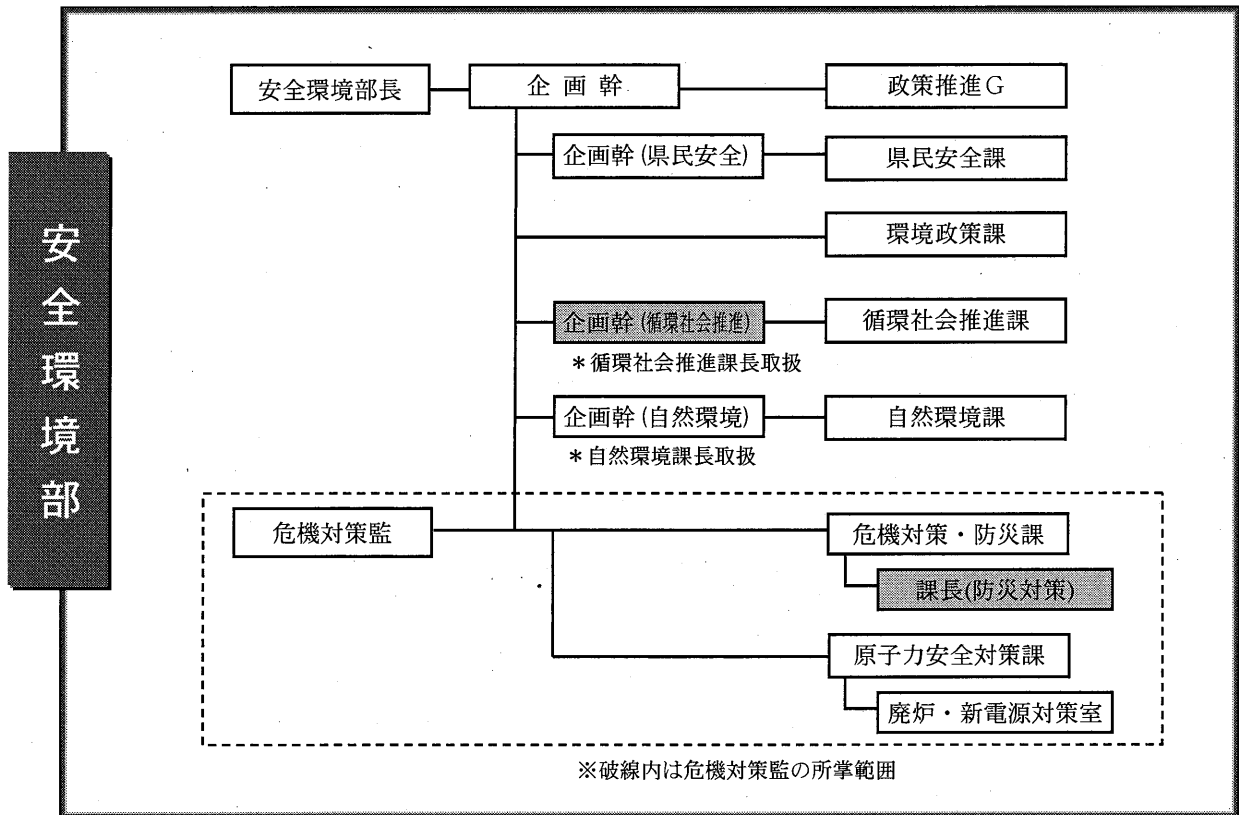 安全環境部
安全環境部長
企画幹
政策推進G
企画幹(県民安全)
県民安全課
環境政策課
企画幹(循環社会推進)
循環社会推進課
＊循環社会推進課長取扱
企画幹(自然環境)
自然環境課
＊自然環境課長取扱
危機対策監
危機対策・防災課
課長(防災対策)
原子力安全対策課
廃炉・新電源対策室
※破線内は危機対策監の所掌範囲